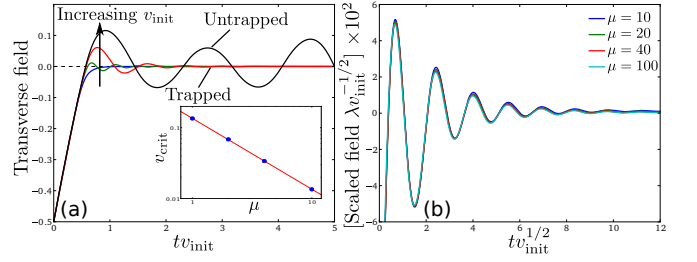 Increasing v_init
Untrapped
Trapped
(a)
Transverse field
0.1
0.0
−0.1
−0.2
−0.3
−0.4
−0.5
0
1
2
3
4
5
tv_init
v_crit
0.1
0.01
1
10
μ
[Scaled field λv_init^{−1/2}] ×10^2
6
4
2
0
−2
−4
−6
μ = 10
μ = 20
μ = 40
μ = 100
(b)
0
2
4
6
8
10
12
tv_init^{1/2}